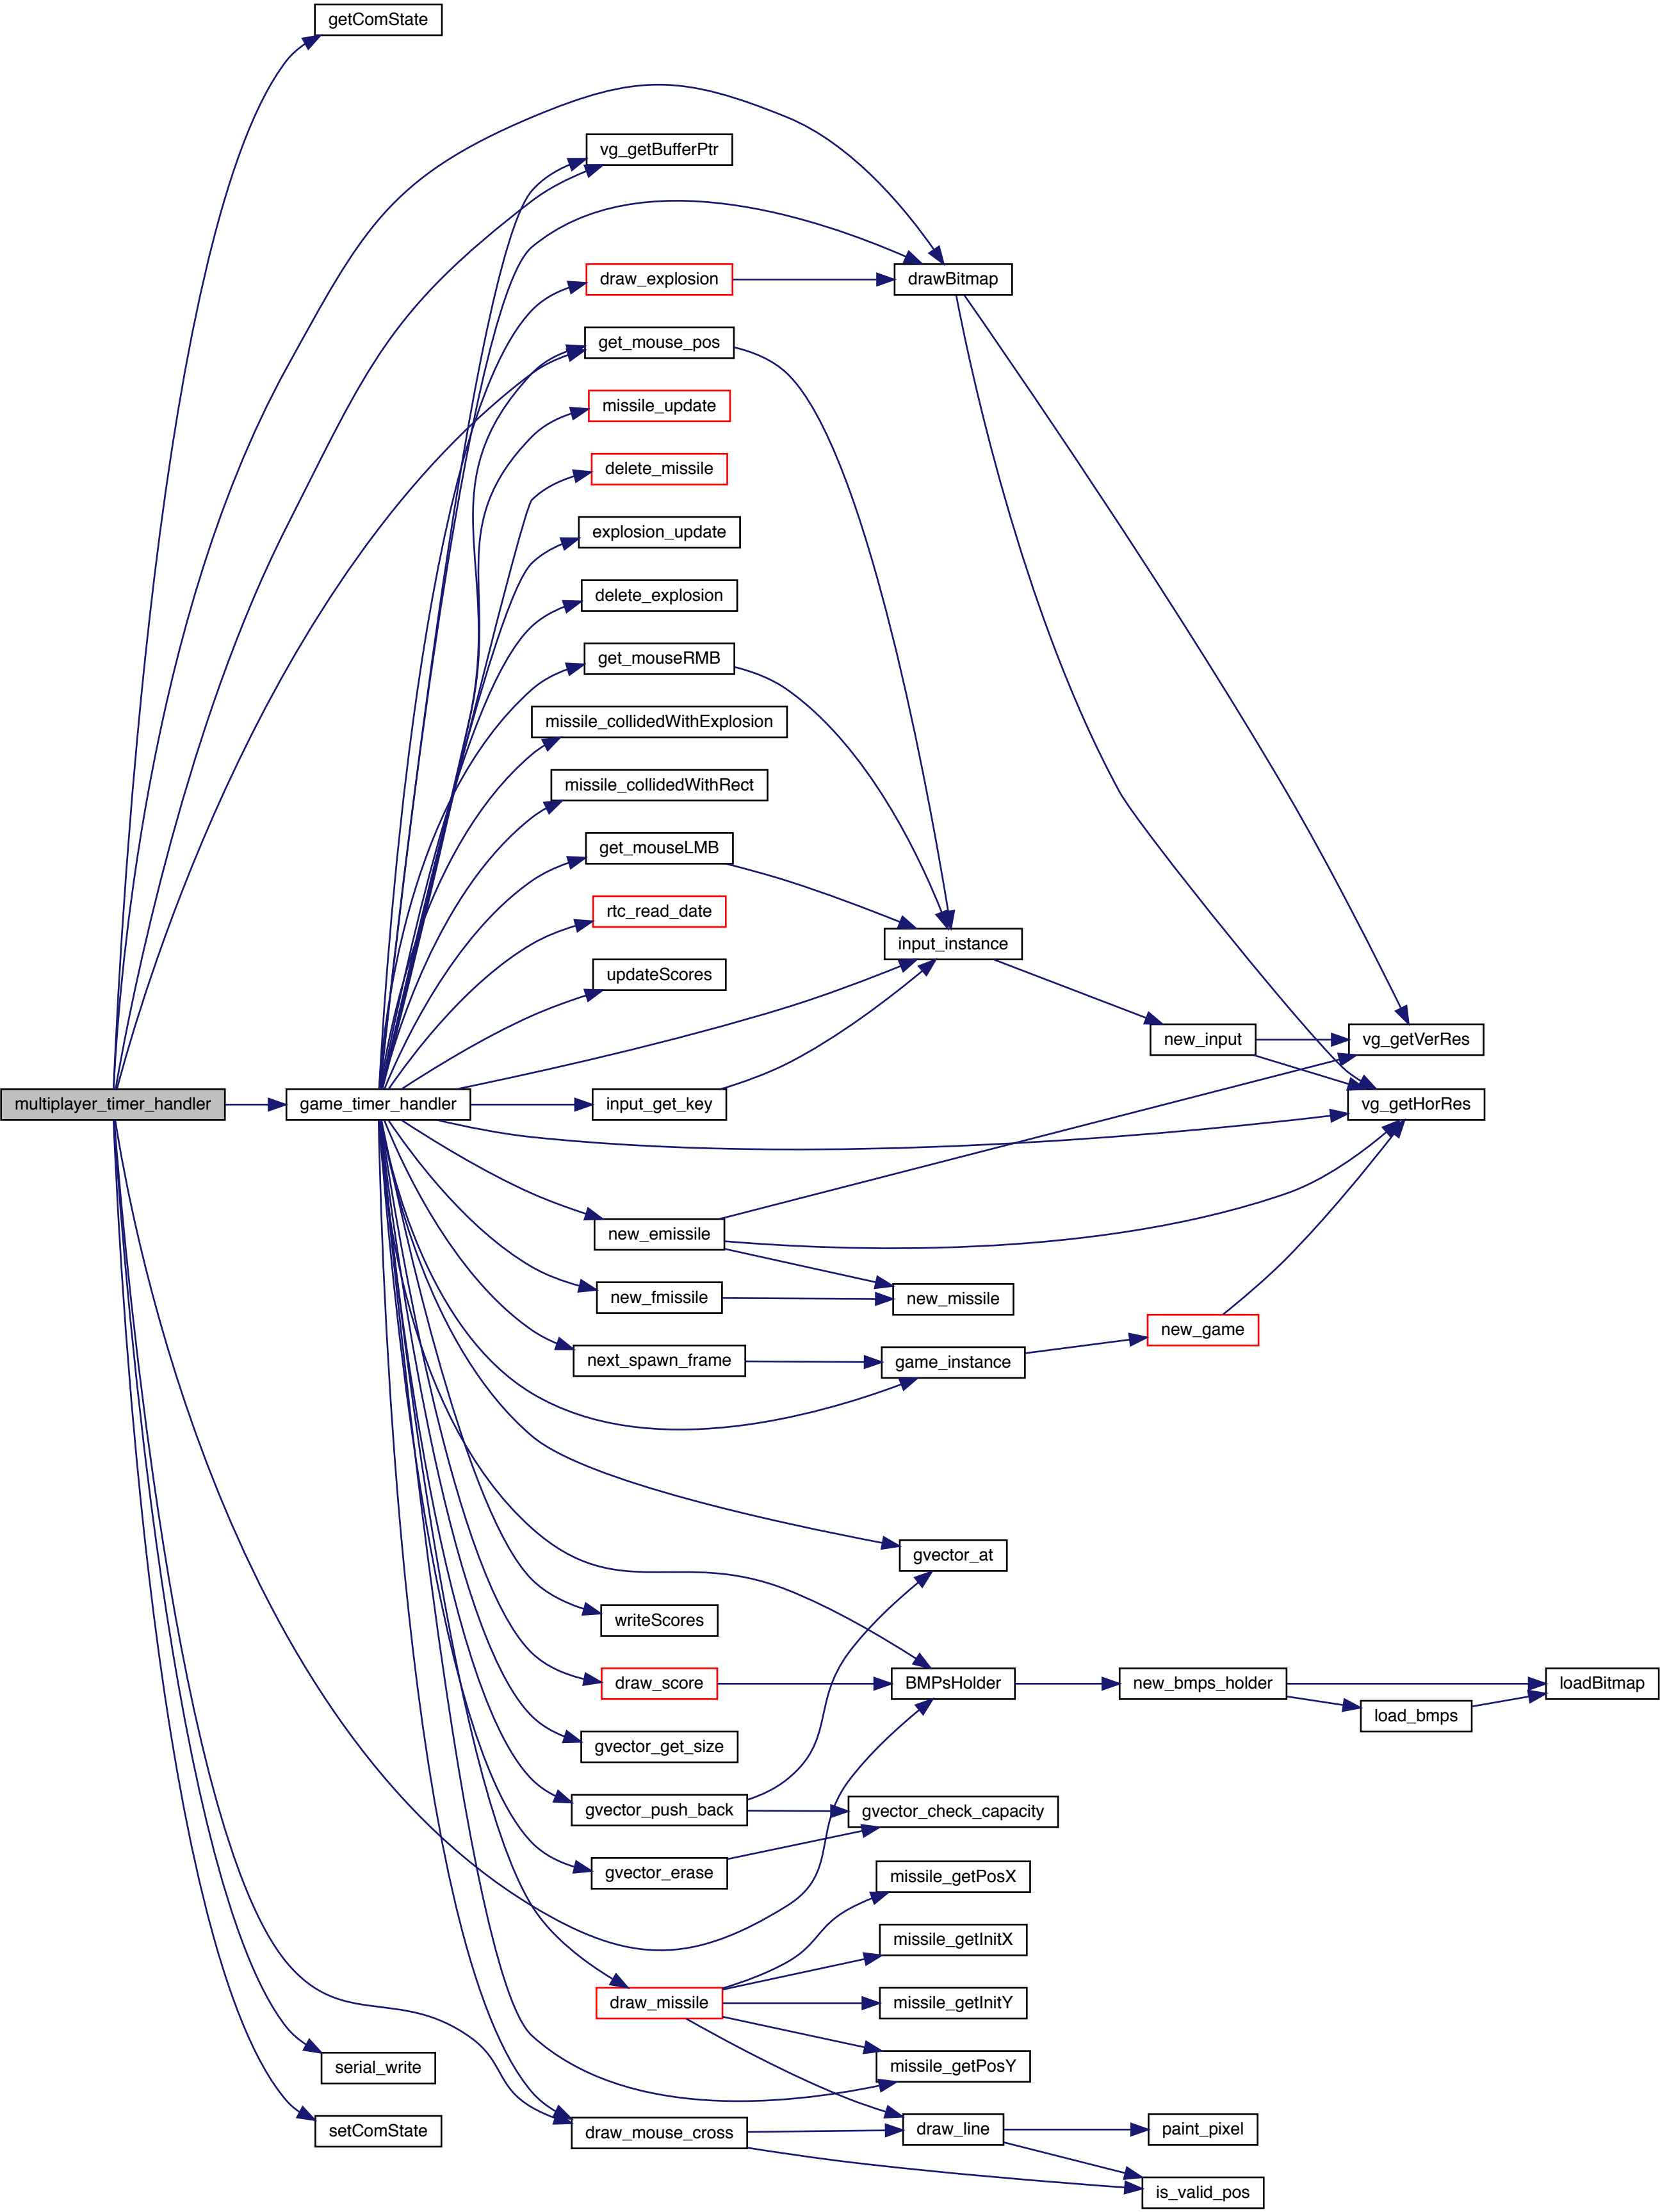 getComState
vg_getBufferPtr
draw_explosion
drawBitmap
get_mouse_pos
missile_update
delete_missile
explosion_update
delete_explosion
get_mouseRMB
missile_collidedWithExplosion
missile_collidedWithRect
get_mouseLMB
rtc_read_date
input_instance
updateScores
new_input
vg_getVerRes
multiplayer_timer_handler
game_timer_handler
input_get_key
vg_getHorRes
new_emissile
new_fmissile
new_missile
new_game
next_spawn_frame
game_instance
gvector_at
writeScores
draw_score
BMPsHolder
new_bmps_holder
loadBitmap
load_bmps
gvector_get_size
gvector_push_back
gvector_check_capacity
gvector_erase
missile_getPosX
missile_getInitX
draw_missile
missile_getInitY
serial_write
missile_getPosY
setComState
draw_mouse_cross
draw_line
paint_pixel
is_valid_pos